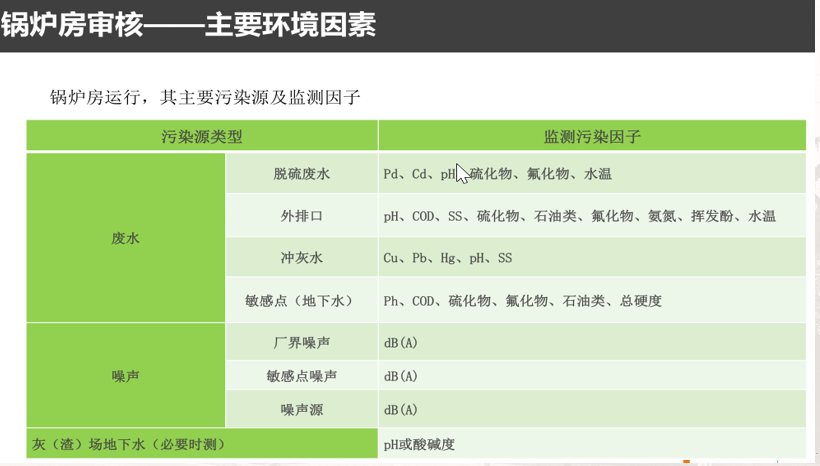 锅炉房审核——主要环境因素
锅炉房运行，其主要污染源及监测因子
污染源类型 监测污染因子
废水
脱硫废水 Pd、Cd、pH、硫化物、氟化物、水温
外排口 pH、COD、SS、硫化物、石油类、氟化物、氨氮、挥发酚、水温
冲灰水 Cu、Pb、Hg、pH、SS
敏感点（地下水） Ph、COD、硫化物、氟化物、石油类、总硬度
噪声
厂界噪声 dB(A)
敏感点噪声 dB(A)
噪声源 dB(A)
灰（渣）场地下水（必要时测） pH或酸碱度